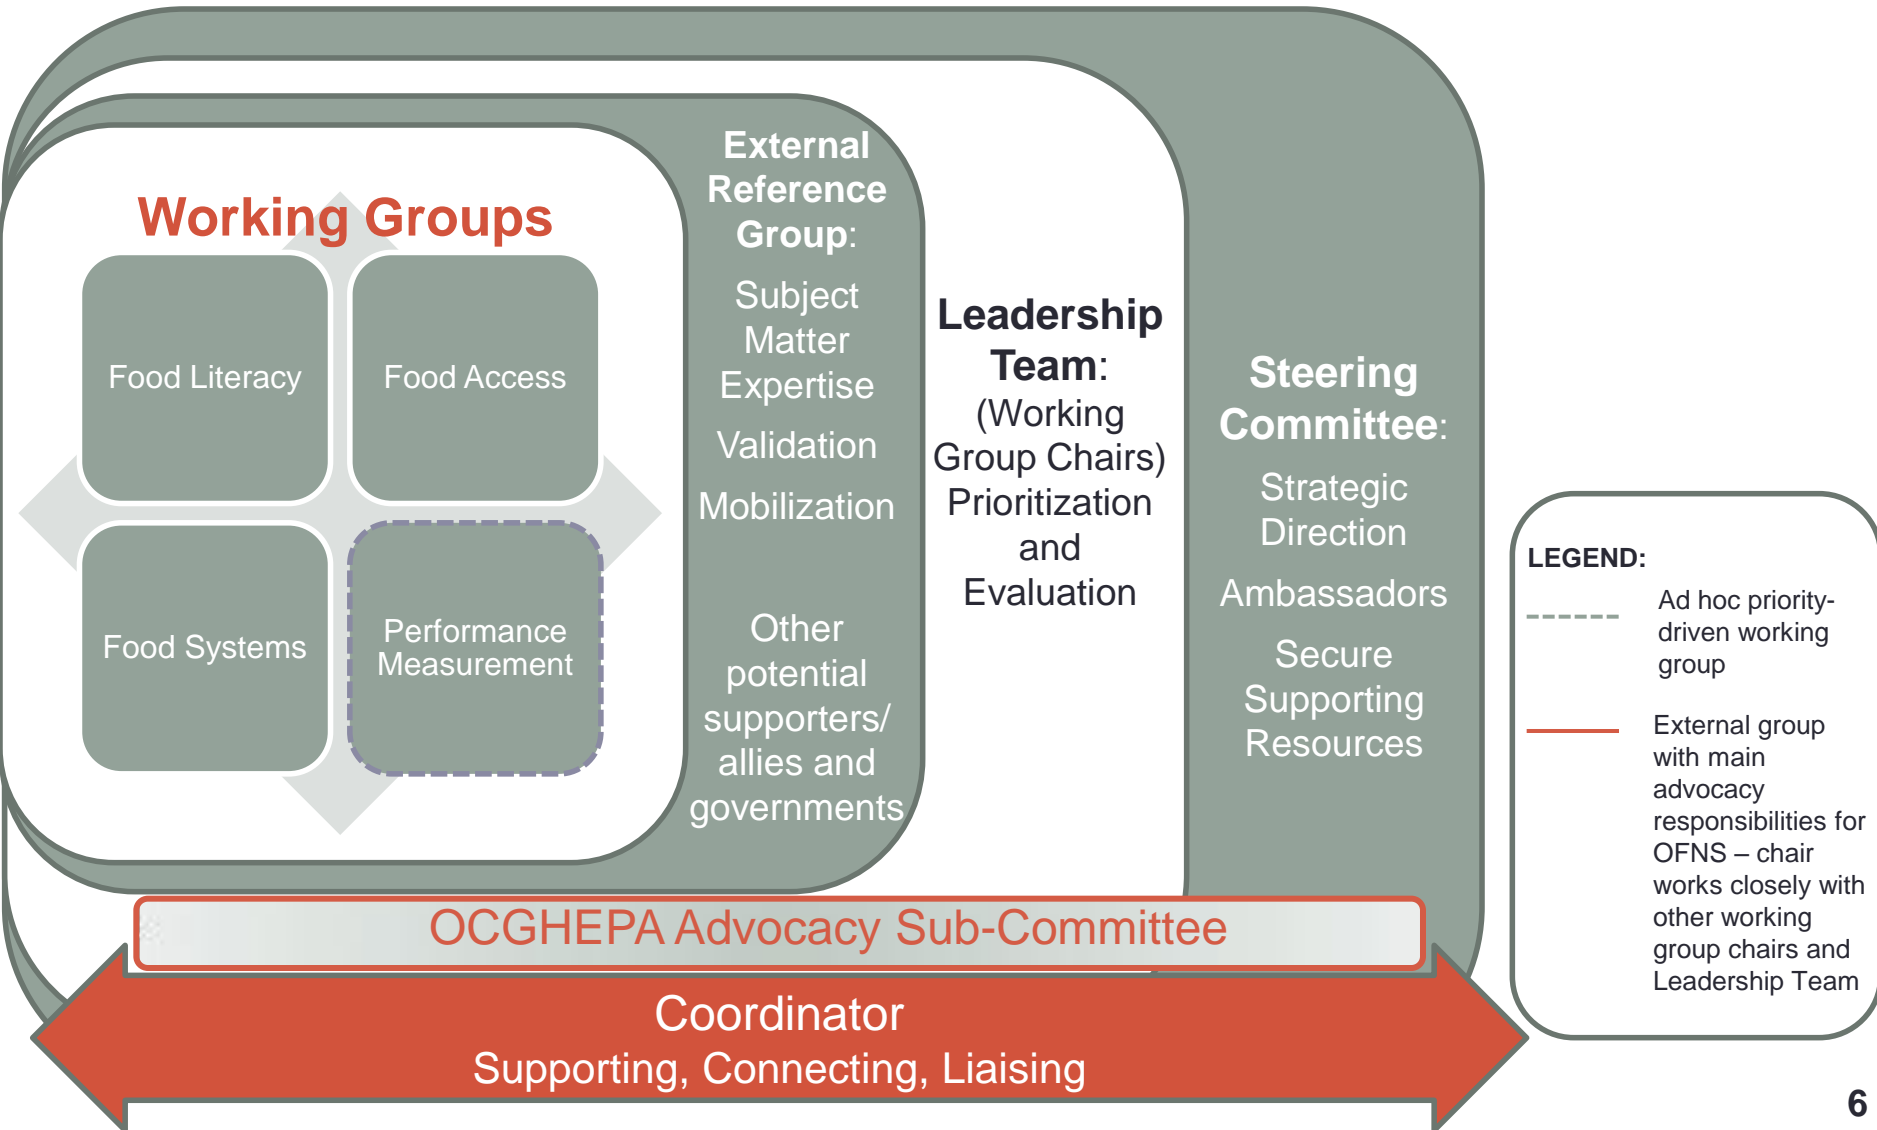 Working Groups
Food Literacy
Food Access
Food Systems
Performance
Measurement
External
Reference
Group:
Subject
Matter
Expertise
Validation
Mobilization
Other
potential
supporters/
allies and
governments
Leadership
Team:
(Working
Group Chairs)
Prioritization
and
Evaluation
Steering
Committee:
Strategic
Direction
Ambassadors
Secure
Supporting
Resources
OCGHEPA Advocacy Sub-Committee
Coordinator
Supporting, Connecting, Liaising
LEGEND:
Ad hoc priority-
driven working
group
External group
with main
advocacy
responsibilities for
OFNS – chair
works closely with
other working
group chairs and
Leadership Team
6